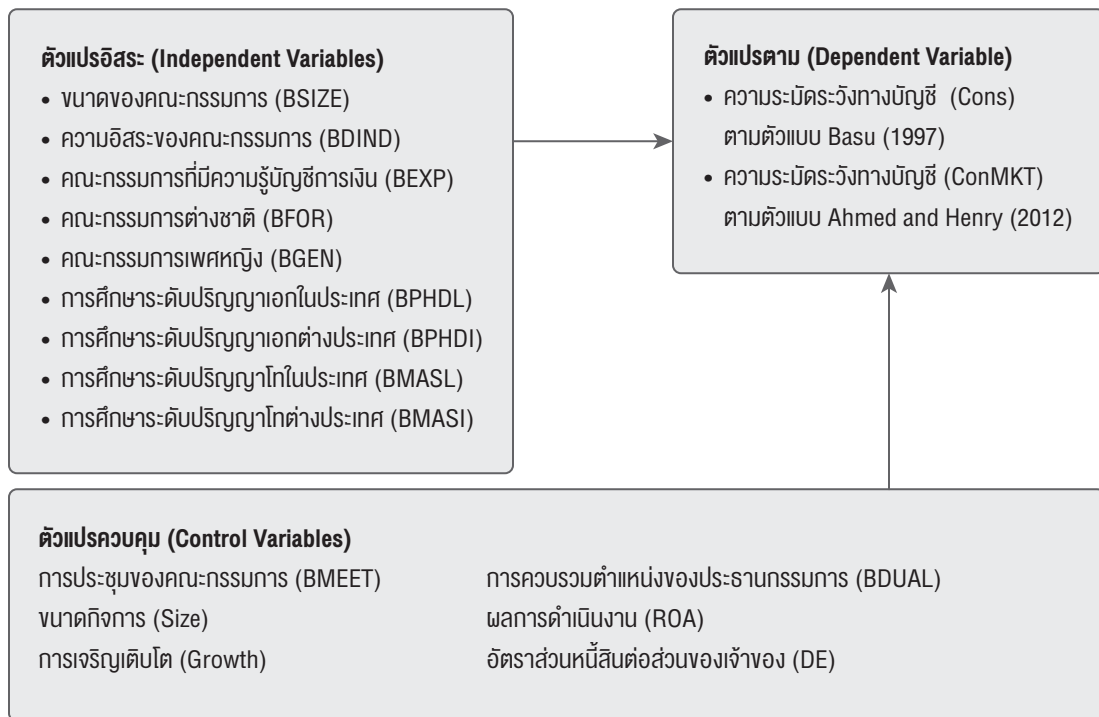 ตัวแปรอิสระ (Independent Variables)
• ขนาดของคณะกรรมการ (BSIZE)
• ความอิสระของคณะกรรมการ (BDIND)
• คณะกรรมการที่มีความรู้บัญชีการเงิน (BEXP)
• คณะกรรมการต่างชาติ (BFOR)
• คณะกรรมการเพศหญิง (BGEN)
• การศึกษาระดับปริญญาเอกในประเทศ (BPHDL)
• การศึกษาระดับปริญญาเอกต่างประเทศ (BPHDI)
• การศึกษาระดับปริญญาโทในประเทศ (BMASL)
• การศึกษาระดับปริญญาโทต่างประเทศ (BMASI)
ตัวแปรตาม (Dependent Variable)
• ความระมัดระวังทางบัญชี (Cons)
ตามตัวแบบ Basu (1997)
• ความระมัดระวังทางบัญชี (ConMKT)
ตามตัวแบบ Ahmed and Henry (2012)
ตัวแปรควบคุม (Control Variables)
การประชุมของคณะกรรมการ (BMEET)
ขนาดกิจการ (Size)
การเจริญเติบโต (Growth)
การควบรวมตำแหน่งของประธานกรรมการ (BDUAL)
ผลการดำเนินงาน (ROA)
อัตราส่วนหนี้สินต่อส่วนของเจ้าของ (DE)